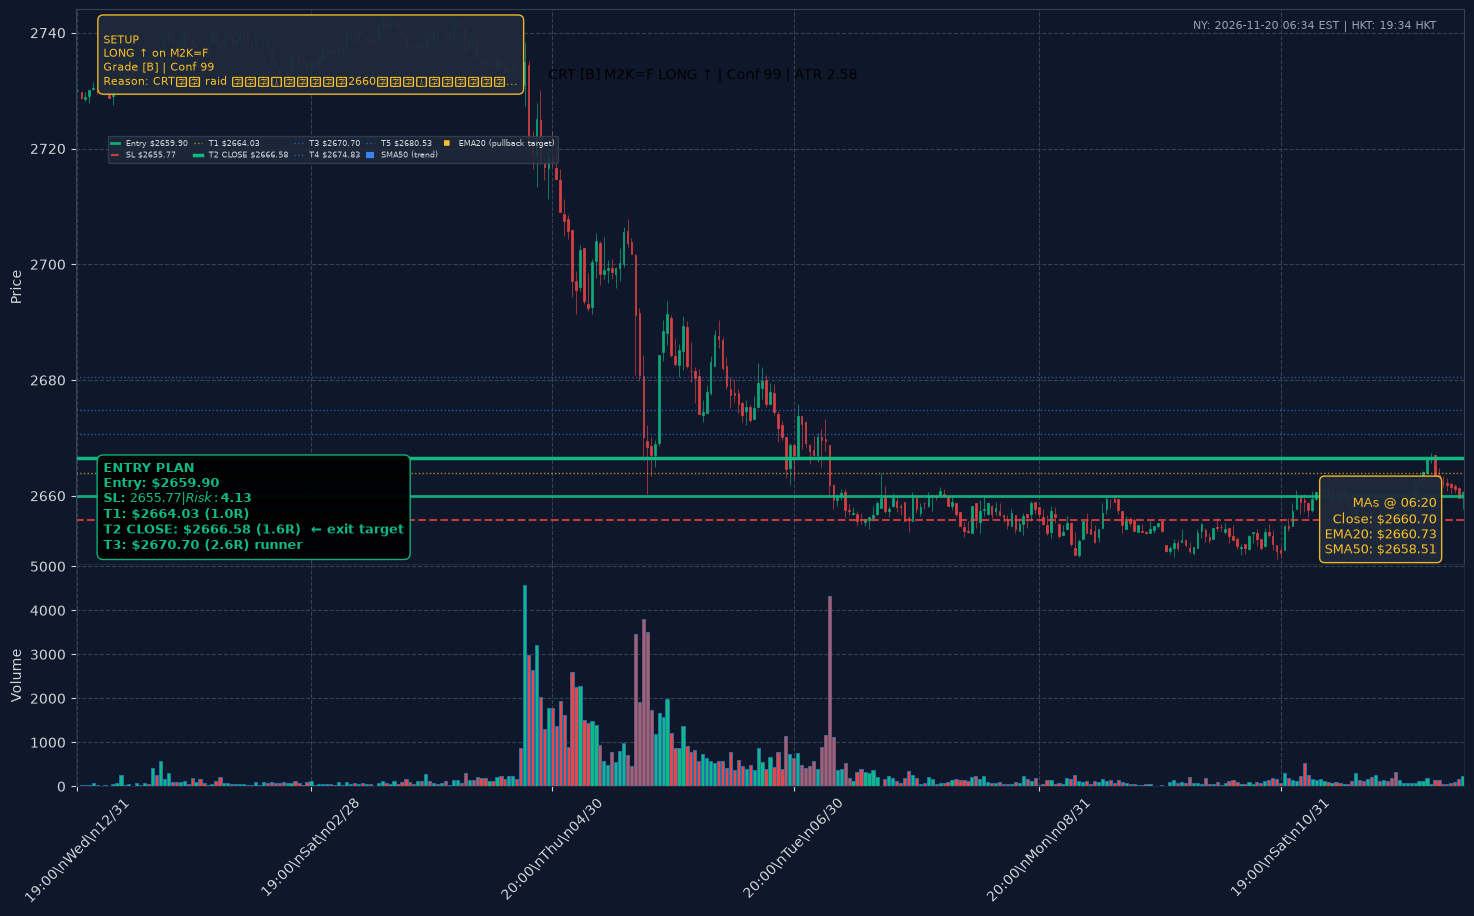 NY: 2026-11-20 06:34 EST | HKT: 19:34 HKT
SETUP
LONG ↑ on M2K=F
Grade [B] | Conf 99
Reason: CRT raid 2660 ...
CRT [B] M2K=F LONG ↑ | Conf 99 | ATR 2.58
Entry $2659.90
T1 $2664.03
T3 $2670.70
T5 $2680.53
EMA20 (pullback target)
SL $2655.77
T2 CLOSE $2666.58
T4 $2674.83
SMA50 (trend)
Price
2740
2720
2700
2680
2660
ENTRY PLAN
Entry: $2659.90
SL: 2655.77|Risk:4.13
T1: $2664.03 (1.0R)
T2 CLOSE: $2666.58 (1.6R) ← exit target
T3: $2670.70 (2.6R) runner
MAs @ 06:20
Close: $2660.70
EMA20: $2660.73
SMA50: $2658.51
Volume
5000
4000
3000
2000
1000
0
19:00\nWed\n12/31
19:00\nSat\n02/28
20:00\nThu\n04/30
20:00\nTue\n06/30
20:00\nMon\n08/31
19:00\nSat\n10/31